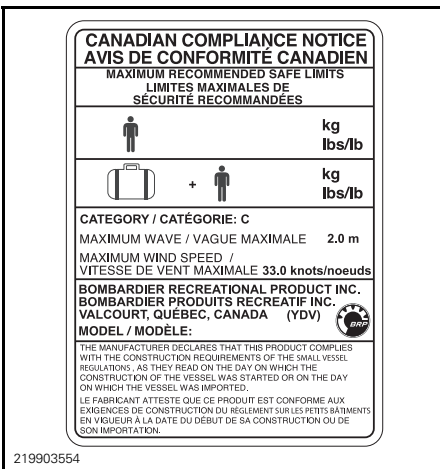 CANADIAN COMPLIANCE NOTICE
AVIS DE CONFORMITÉ CANADIEN
MAXIMUM RECOMMENDED SAFE LIMITS
LIMITES MAXIMALES DE
SÉCURITÉ RECOMMANDÉES
kg
lbs/lb
+
kg
lbs/lb
CATEGORY / CATÉGORIE: C
MAXIMUM WAVE / VAGUE MAXIMALE 2.0 m
MAXIMUM WIND SPEED /
VITESSE DE VENT MAXIMALE 33.0 knots/noeuds
BOMBARDIER RECREATIONAL PRODUCT INC.
BOMBARDIER PRODUITS RECREATIF INC.
VALCOURT, QUÉBEC, CANADA (YDV)
BRP
MODEL / MODÈLE:
THE MANUFACTURER DECLARES THAT THIS PRODUCT COMPLIES
WITH THE CONSTRUCTION REQUIREMENTS OF THE SMALL VESSEL
REGULATIONS , AS THEY READ ON THE DAY ON WHICH THE
CONSTRUCTION OF THE VESSEL WAS STARTED OR ON THE DAY
ON WHICH THE VESSEL WAS IMPORTED.
LE FABRICANT ATTESTE QUE CE PRODUIT EST CONFORME AUX
EXIGENCES DE CONSTRUCTION DU RÈGLEMENT SUR LES PETITS BÂTIMENTS
EN VIGUEUR À LA DATE DU DÉBUT DE SA CONSTRUCTION OU DE
SON IMPORTATION.
219903554